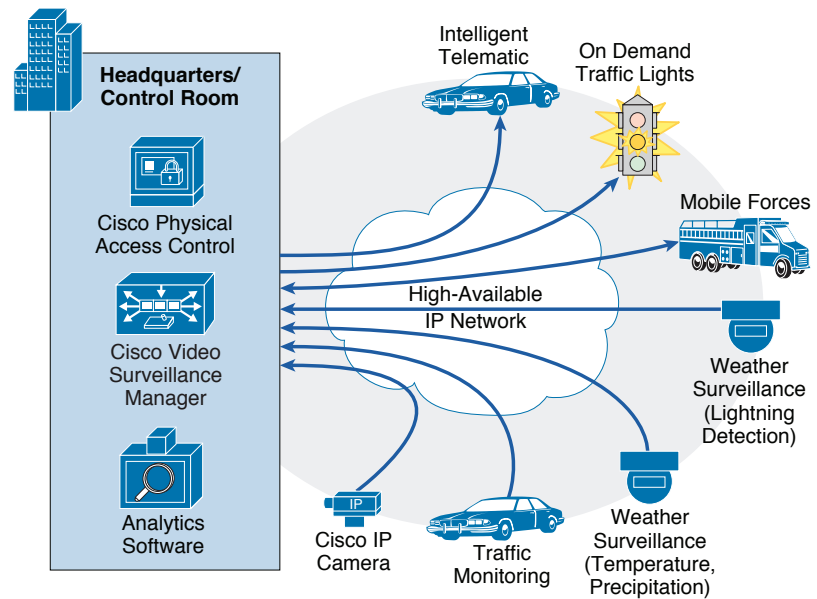 Headquarters/
Control Room
Cisco Physical
Access Control
Cisco Video
Surveillance
Manager
Analytics
Software
Intelligent
Telematic
On Demand
Traffic Lights
Mobile Forces
High-Available
IP Network
Weather
Surveillance
(Lightning
Detection)
Weather
Surveillance
(Temperature,
Precipitation)
Traffic
Monitoring
IP
Cisco IP
Camera